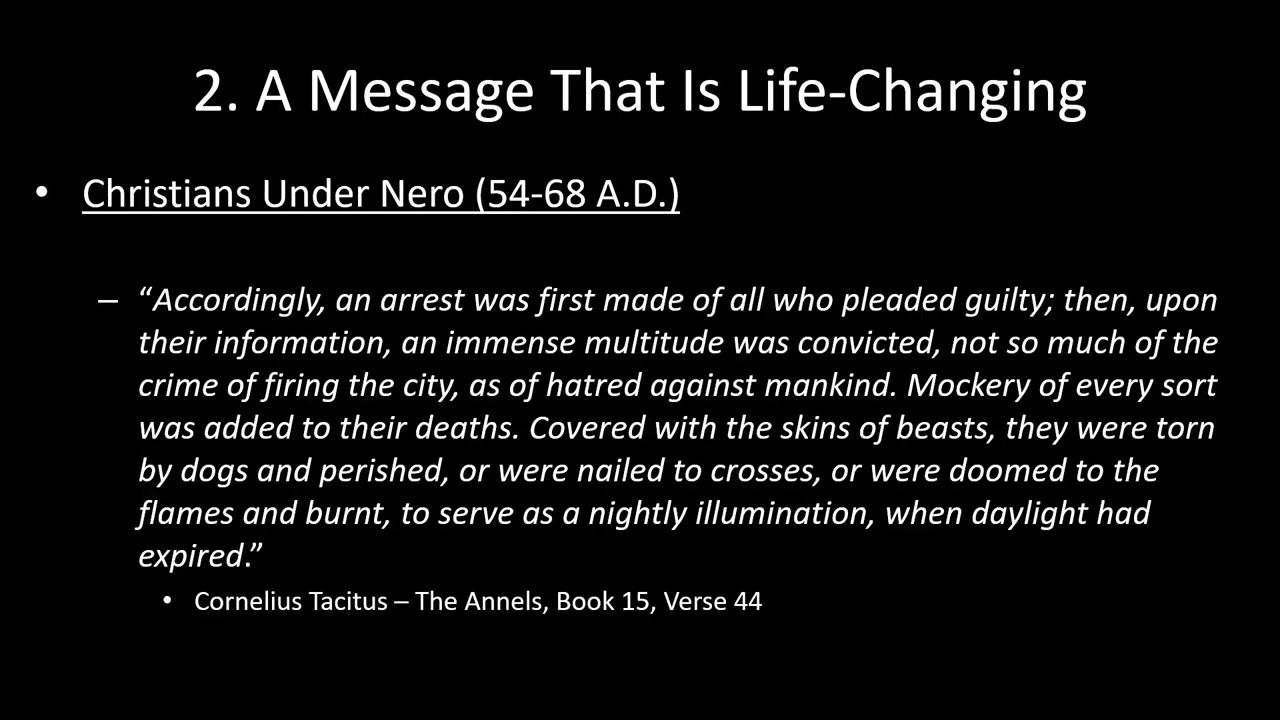 2. A Message That Is Life-Changing
• Christians Under Nero (54-68 A.D.)
– “Accordingly, an arrest was first made of all who pleaded guilty; then, upon
their information, an immense multitude was convicted, not so much of the
crime of firing the city, as of hatred against mankind. Mockery of every sort
was added to their deaths. Covered with the skins of beasts, they were torn
by dogs and perished, or were nailed to crosses, or were doomed to the
flames and burnt, to serve as a nightly illumination, when daylight had
expired.”
• Cornelius Tacitus – The Annels, Book 15, Verse 44